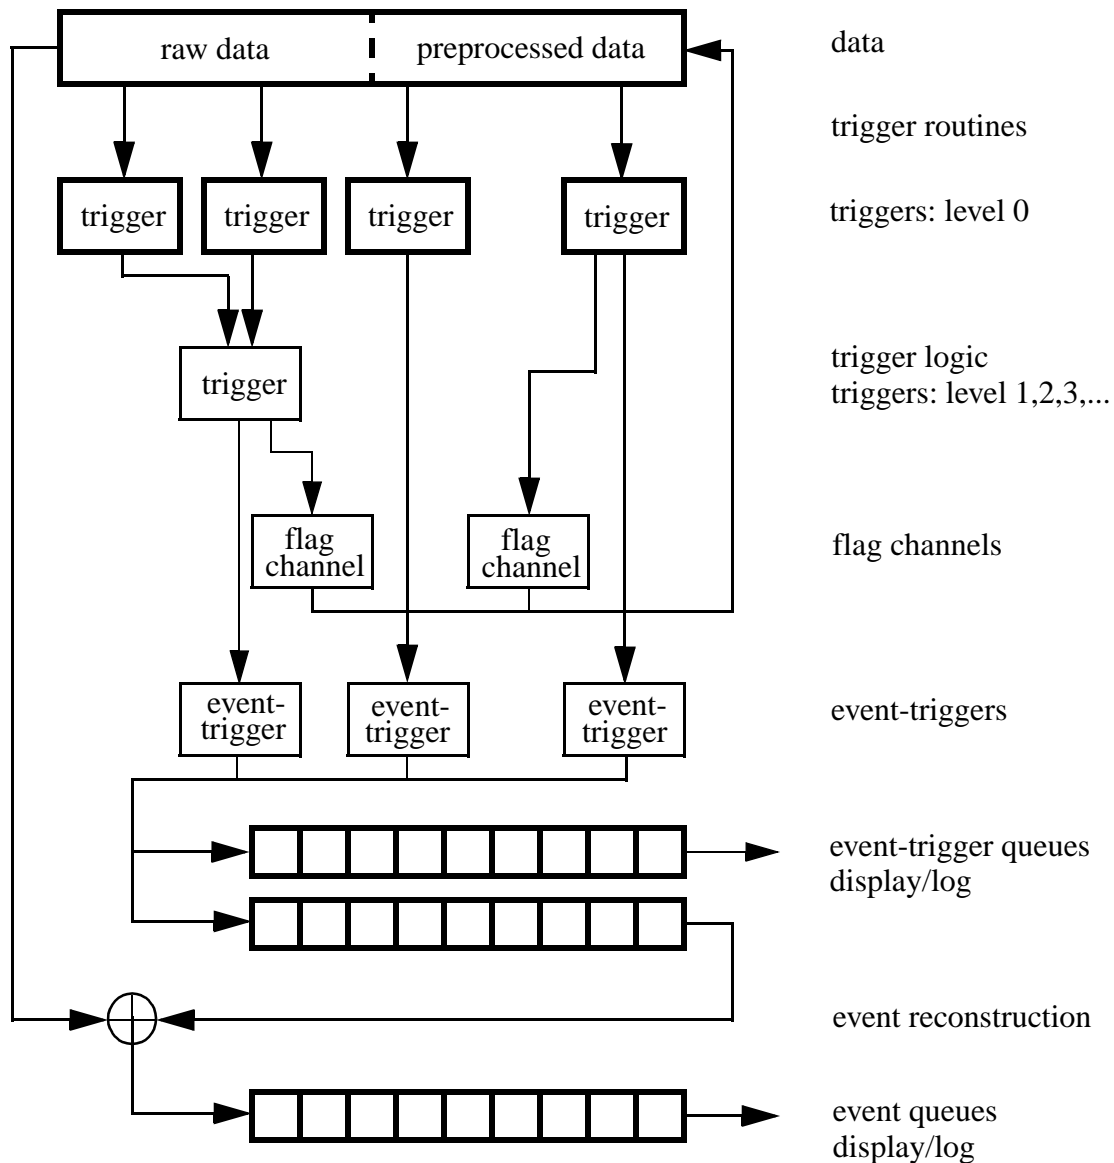 raw data
preprocessed data
data
trigger routines
trigger
trigger
trigger
trigger
triggers: level 0
trigger
trigger logic
triggers: level 1,2,3,...
flag
channel
flag
channel
flag channels
event-
trigger
event-
trigger
event-
trigger
event-triggers
event-trigger queues
display/log
event reconstruction
event queues
display/log